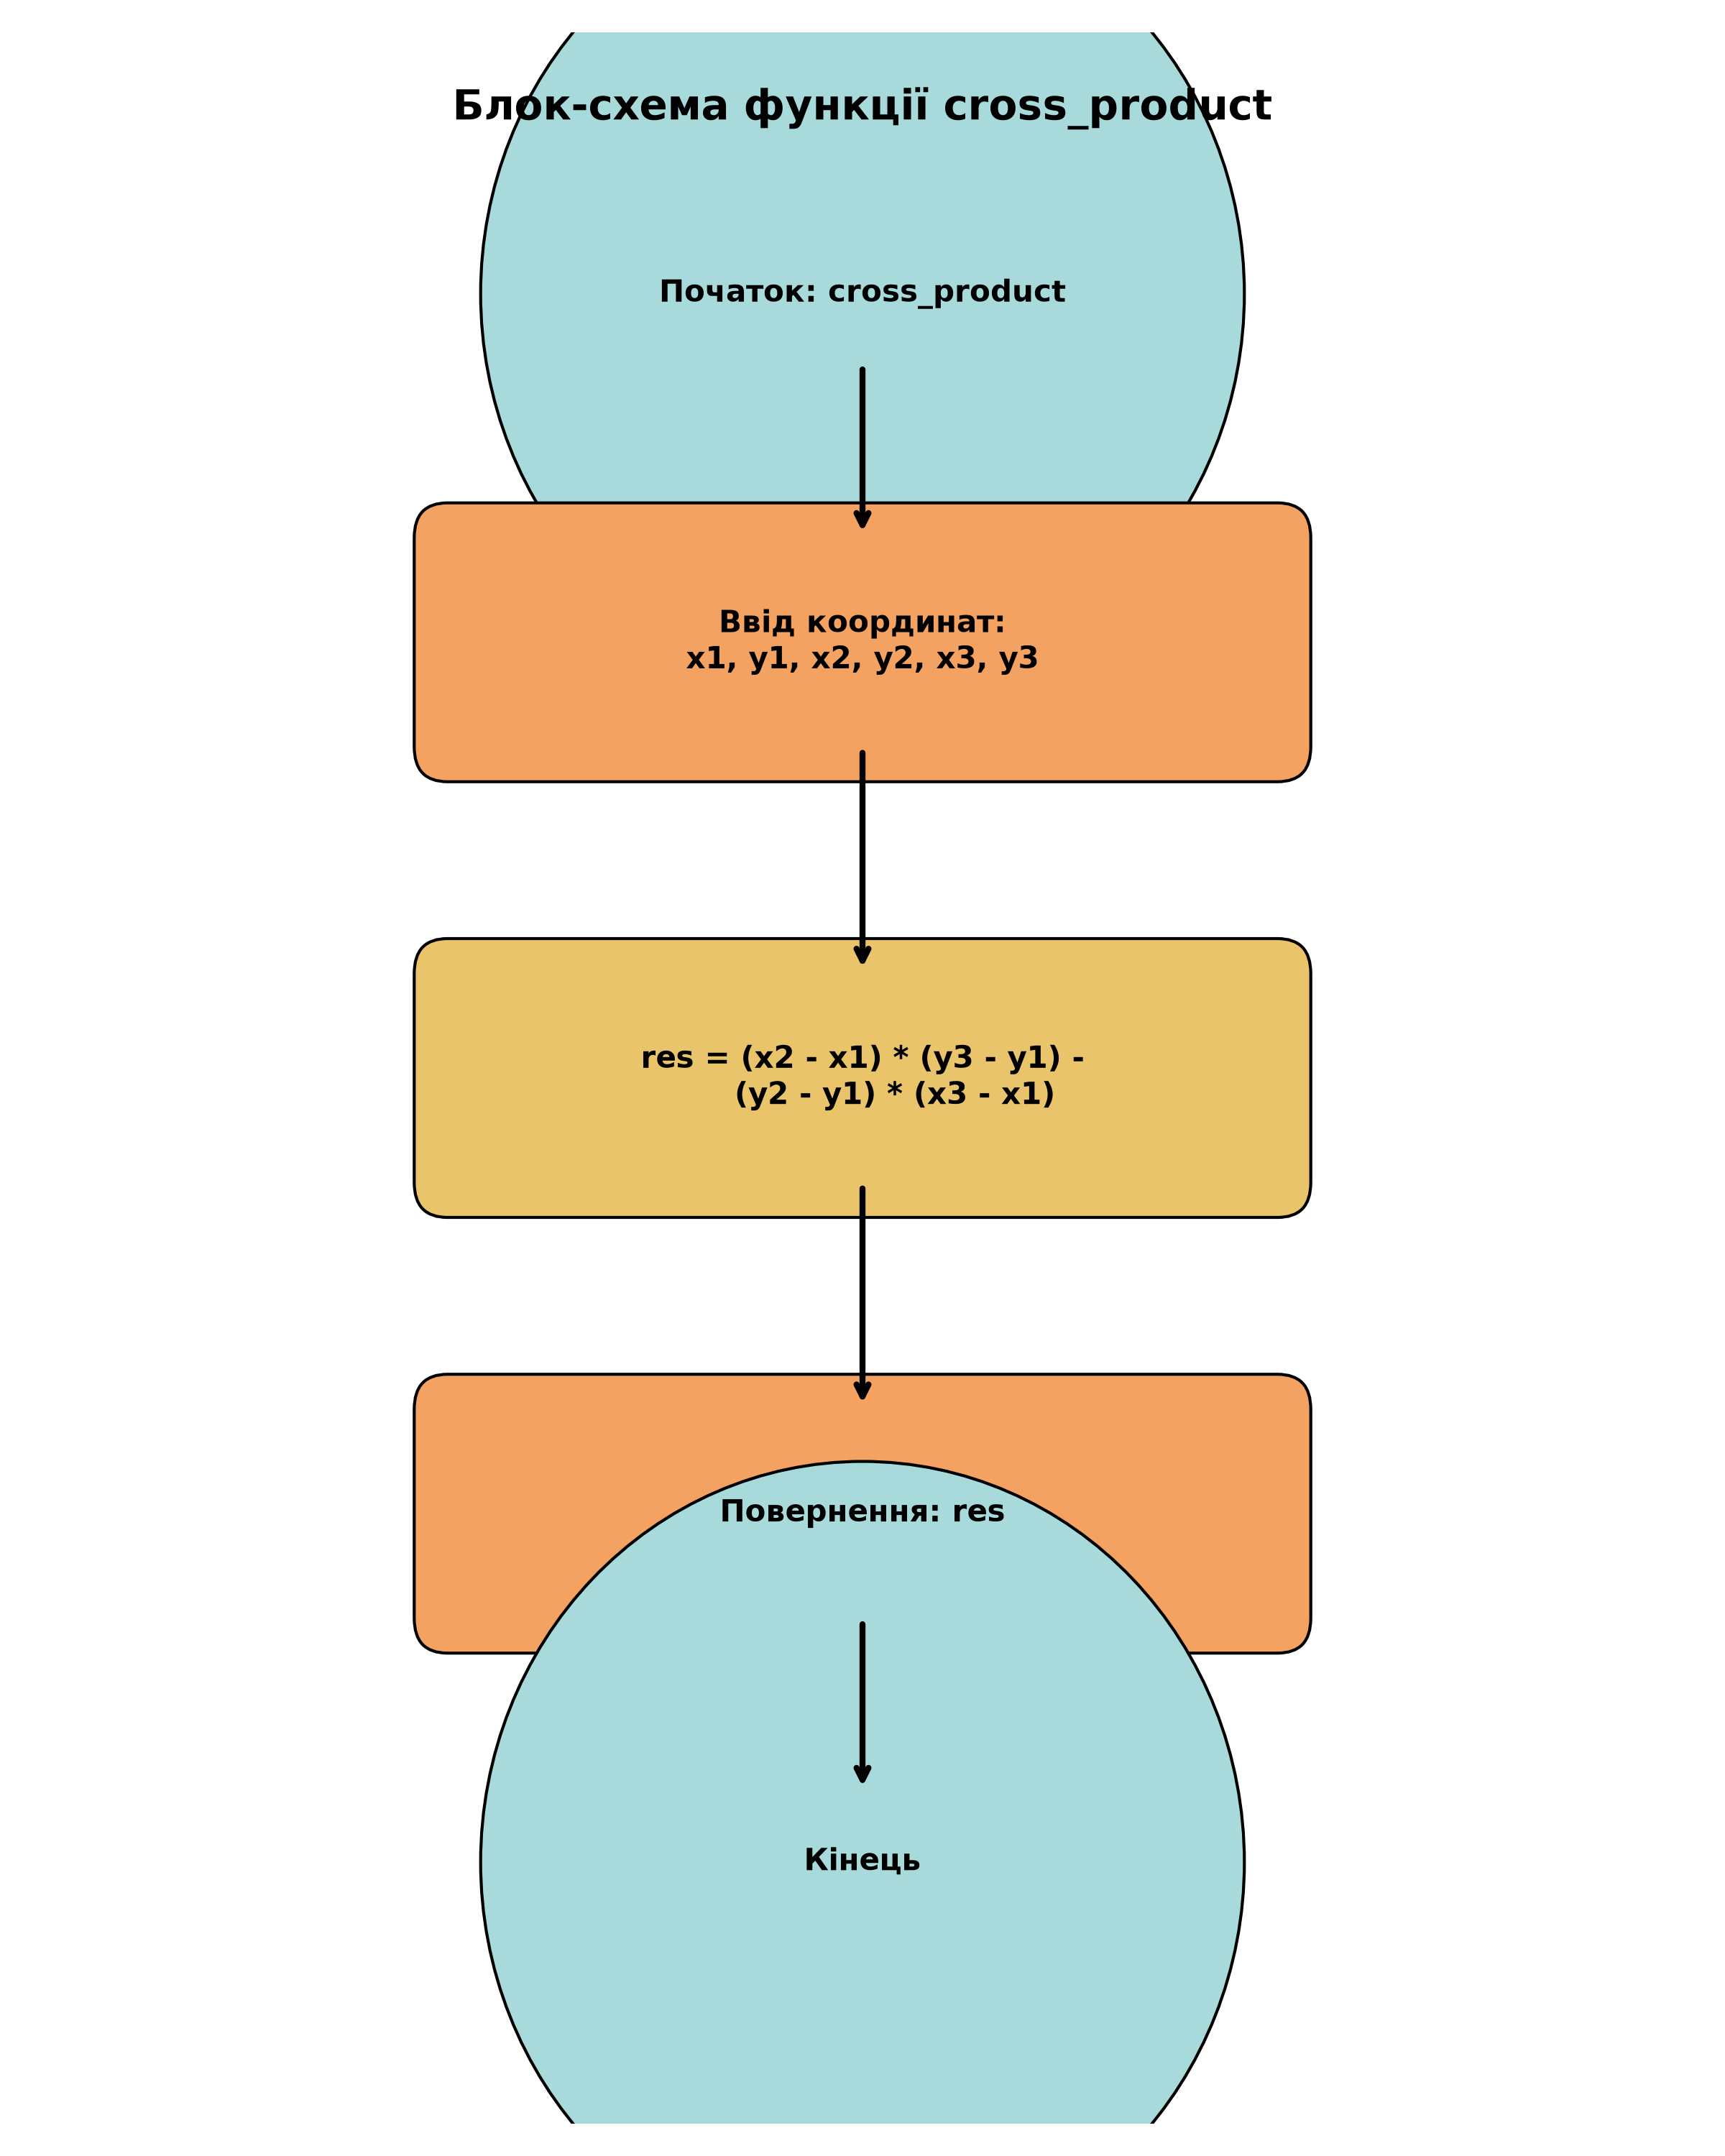 Блок-схема функції cross_product
Початок: cross_product
Ввід координат:
x1, y1, x2, y2, x3, y3
res = (x2 - x1) * (y3 - y1) -
(y2 - y1) * (x3 - x1)
Повернення: res
Кінець